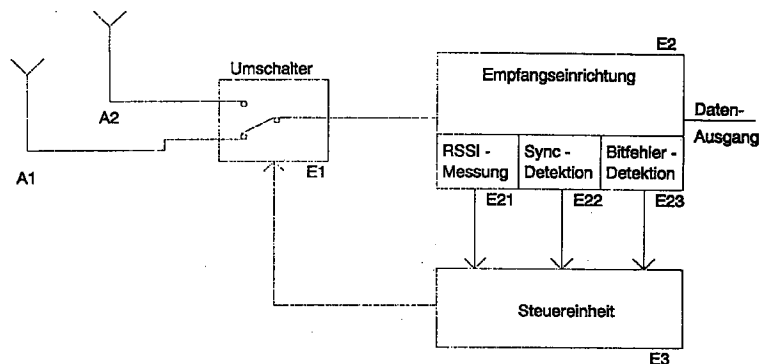 E2
Umschalter
Empfangseinrichtung
A2
Daten-
Ausgang
A1
E1
RSSI -
Messung
Sync -
Detektion
Bitfehler -
Detektion
E21
E22
E23
Steuereinheit
E3